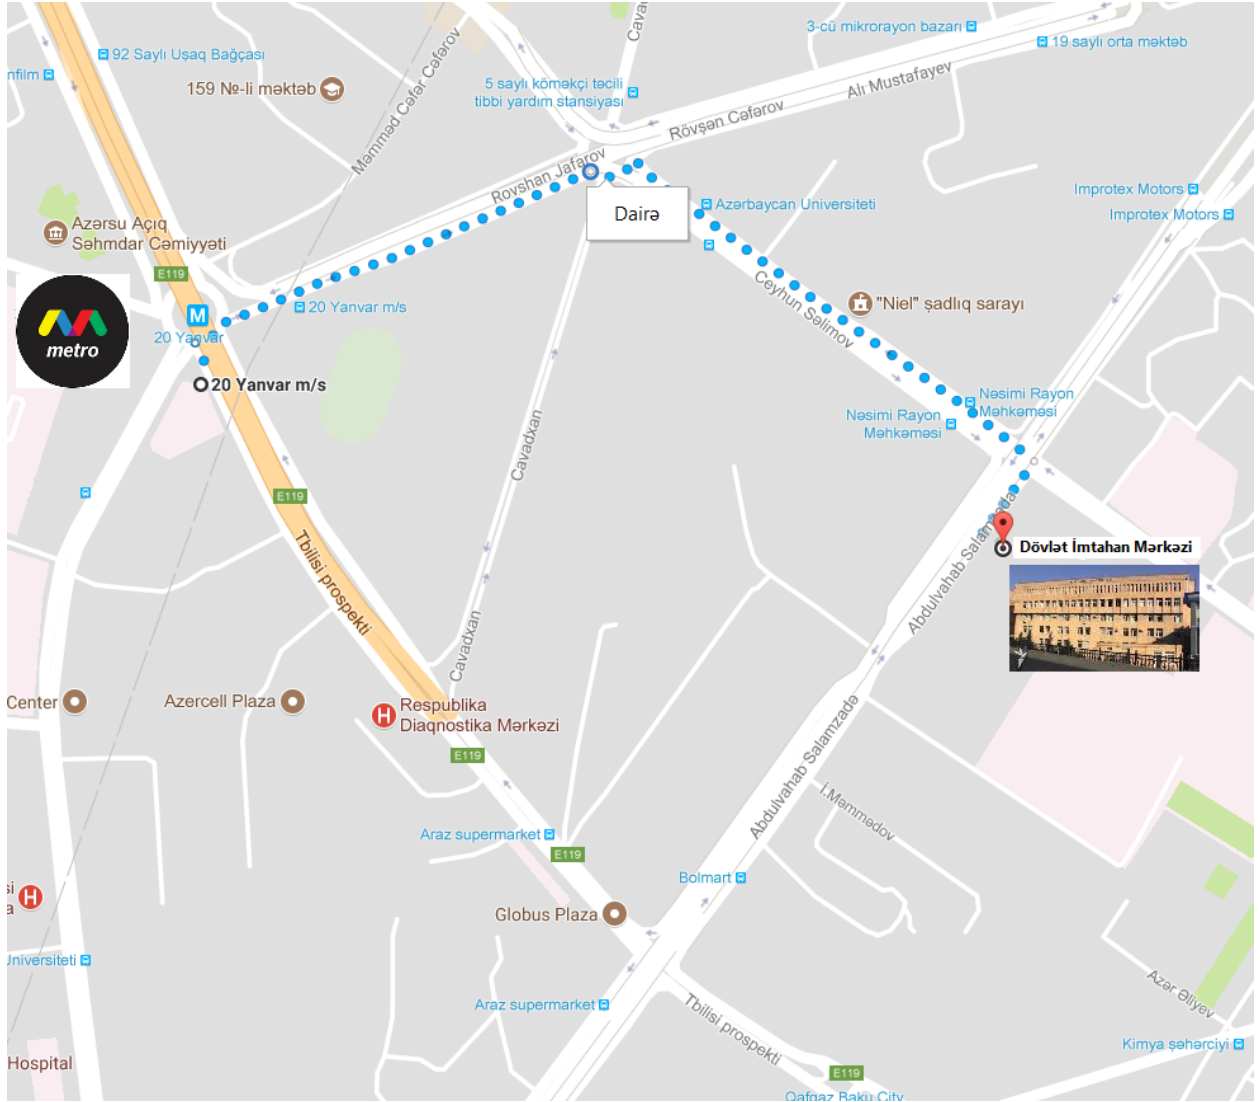 3-cü mikrorayon bazarı
19 saylı orta məktəb
92 Saylı Uşaq Bağçası
nfilm
159 №-li məktəb
Məmməd Cəfər Cəfərov
Cava
5 saylı köməkçi təcili
tibbi yardım stansiyası
Alı Mustafayev
Rövşən Cəfərov
Rovshan Jafarov
Dairə
Azərbaycan Universiteti
Improtex Motors
Improtex Motors
Azərsu Açıq
Səhmdar Cəmiyyəti
E119
metro
M
20 Yanvar
20 Yanvar m/s
20 Yanvar m/s
Ceyhun Səlimov
"Niel" şadlıq sarayı
Nəsimi Rayon
Məhkəməsi
Nəsimi Rayon
Məhkəməsi
Cavadxan
E119
Tbilisi prospekti
Abdulvahab Salamzadə
Dövlət İmtahan Mərkəzi
Cavadxan
Center
Azercell Plaza
H
Respublika
Diaqnostika Mərkəzi
E119
Abdulvahab Salamzadə
İ.Məmmədov
Araz supermarket
E119
Bolmart
si
a
H
Globus Plaza
Universiteti
Araz supermarket
Tbilisi prospekti
Azər Əliyev
Kimya şəhərciyi
Hospital
E119
Qafqaz Baku City